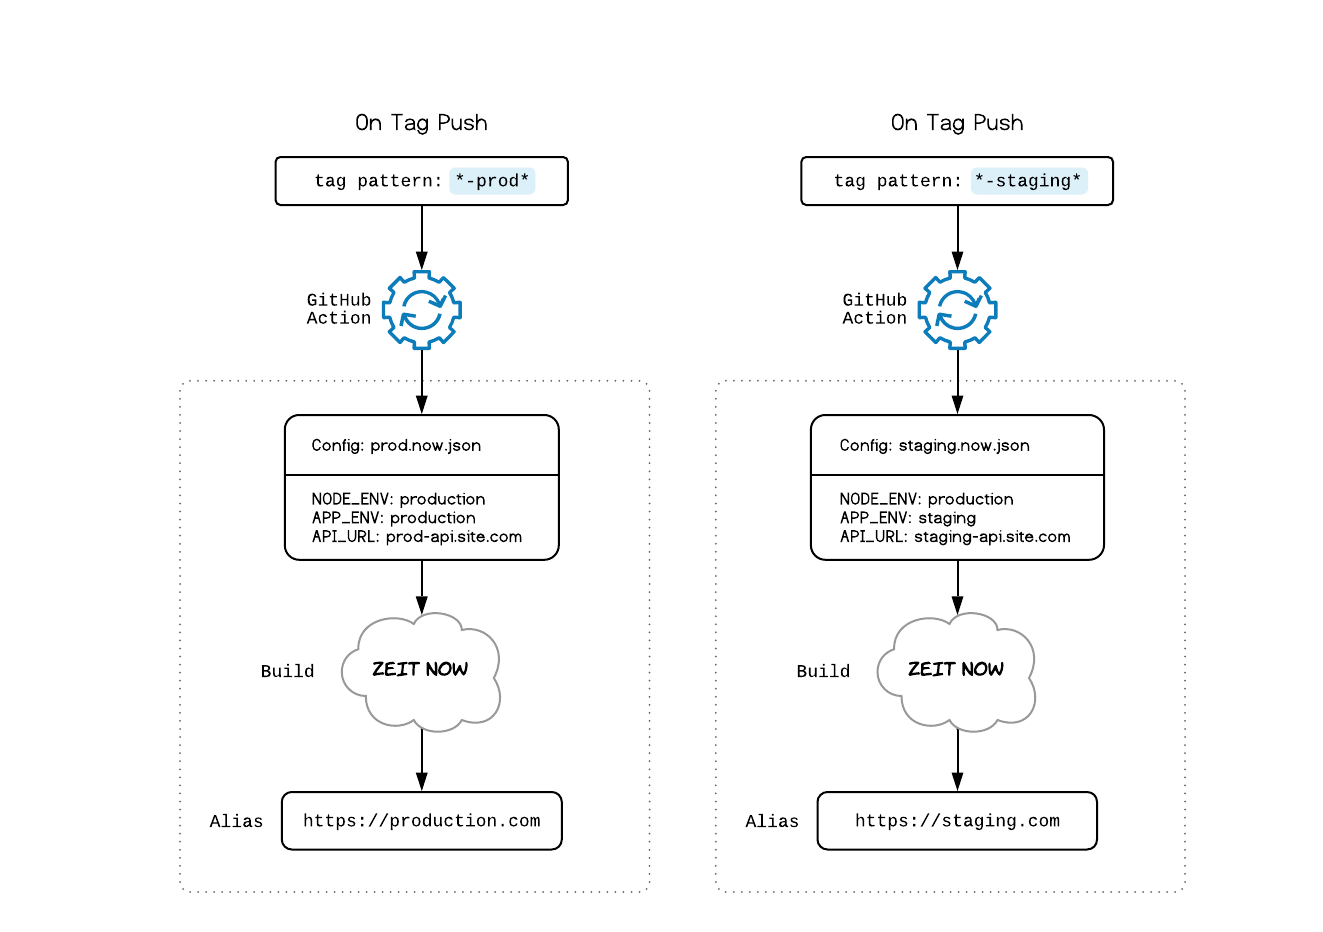 On Tag Push
tag pattern: *-prod*
GitHub
Action
Config: prod.now.json
NODE_ENV: production
APP_ENV: production
API_URL: prod-api.site.com
Build
ZEIT NOW
Alias
https://production.com
On Tag Push
tag pattern: *-staging*
GitHub
Action
Config: staging.now.json
NODE_ENV: production
APP_ENV: staging
API_URL: staging-api.site.com
Build
ZEIT NOW
Alias
https://staging.com